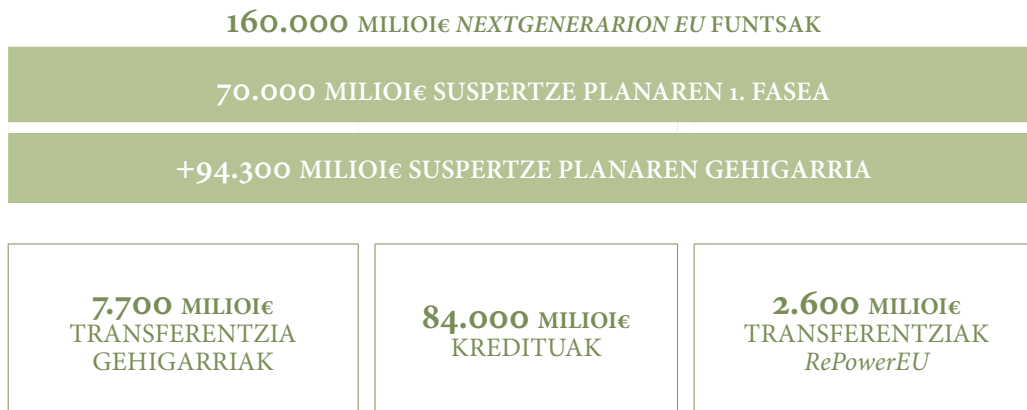 160.000 MILIOI€ NEXTGENERARION EU FUNTSAK
70.000 MILIOI€ SUSPERTZE PLANAREN 1. FASEA
+94.300 MILIOI€ SUSPERTZE PLANAREN GEHIGARRIA
7.700 MILIOI€
TRANSFERENTZIA
GEHIGARRIAK
84.000 MILIOI€
KREDITUAK
2.600 MILIOI€
TRANSFERENTZIAK
RePowerEU